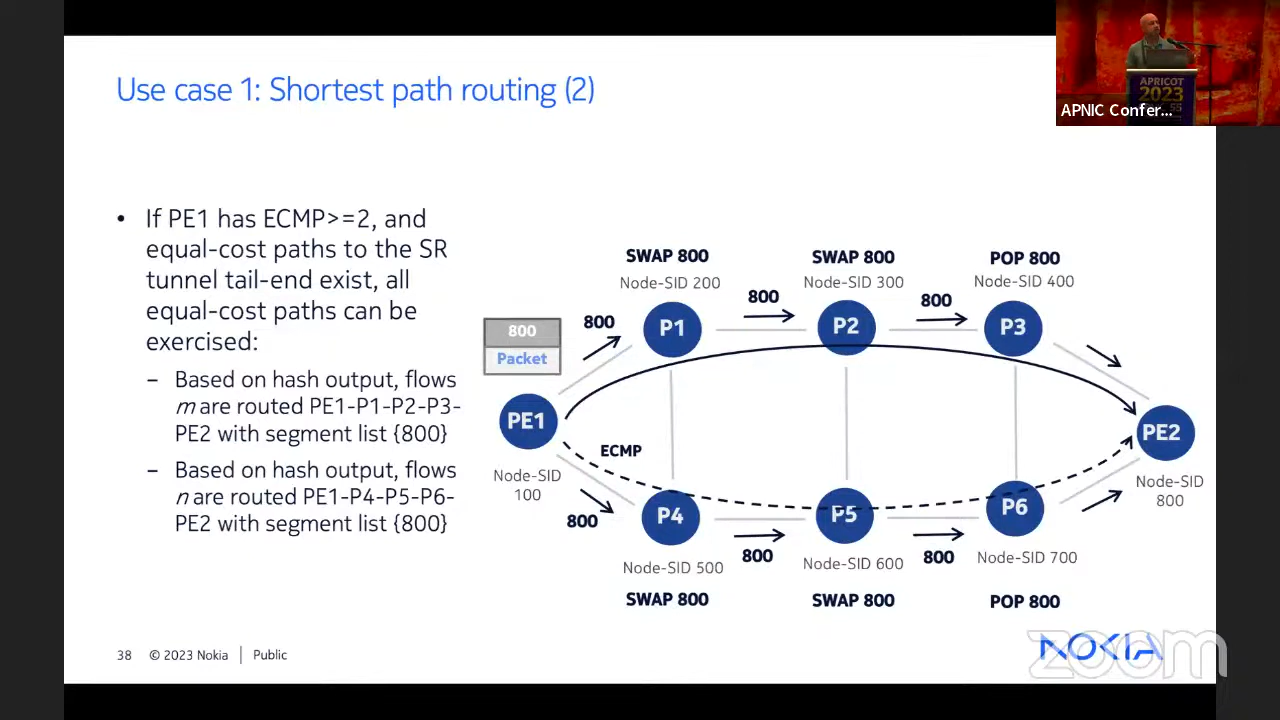 Use case 1: Shortest path routing (2)
APRICOT
2023
55
APNIC Confer...
• If PE1 has ECMP>=2, and
equal-cost paths to the SR
tunnel tail-end exist, all
equal-cost paths can be
exercised:
– Based on hash output, flows
m are routed PE1-P1-P2-P3-
PE2 with segment list {800}
– Based on hash output, flows
n are routed PE1-P4-P5-P6-
PE2 with segment list {800}
SWAP 800
SWAP 800
POP 800
Node-SID 200
Node-SID 300
Node-SID 400
800
800
800
800
Packet
P1
P2
P3
PE1
PE2
ECMP
Node-SID
100
Node-SID
800
P4
P5
P6
800
800
800
Node-SID 500
Node-SID 600
Node-SID 700
SWAP 800
SWAP 800
POP 800
38 © 2023 Nokia | Public
NOKIA
zoom